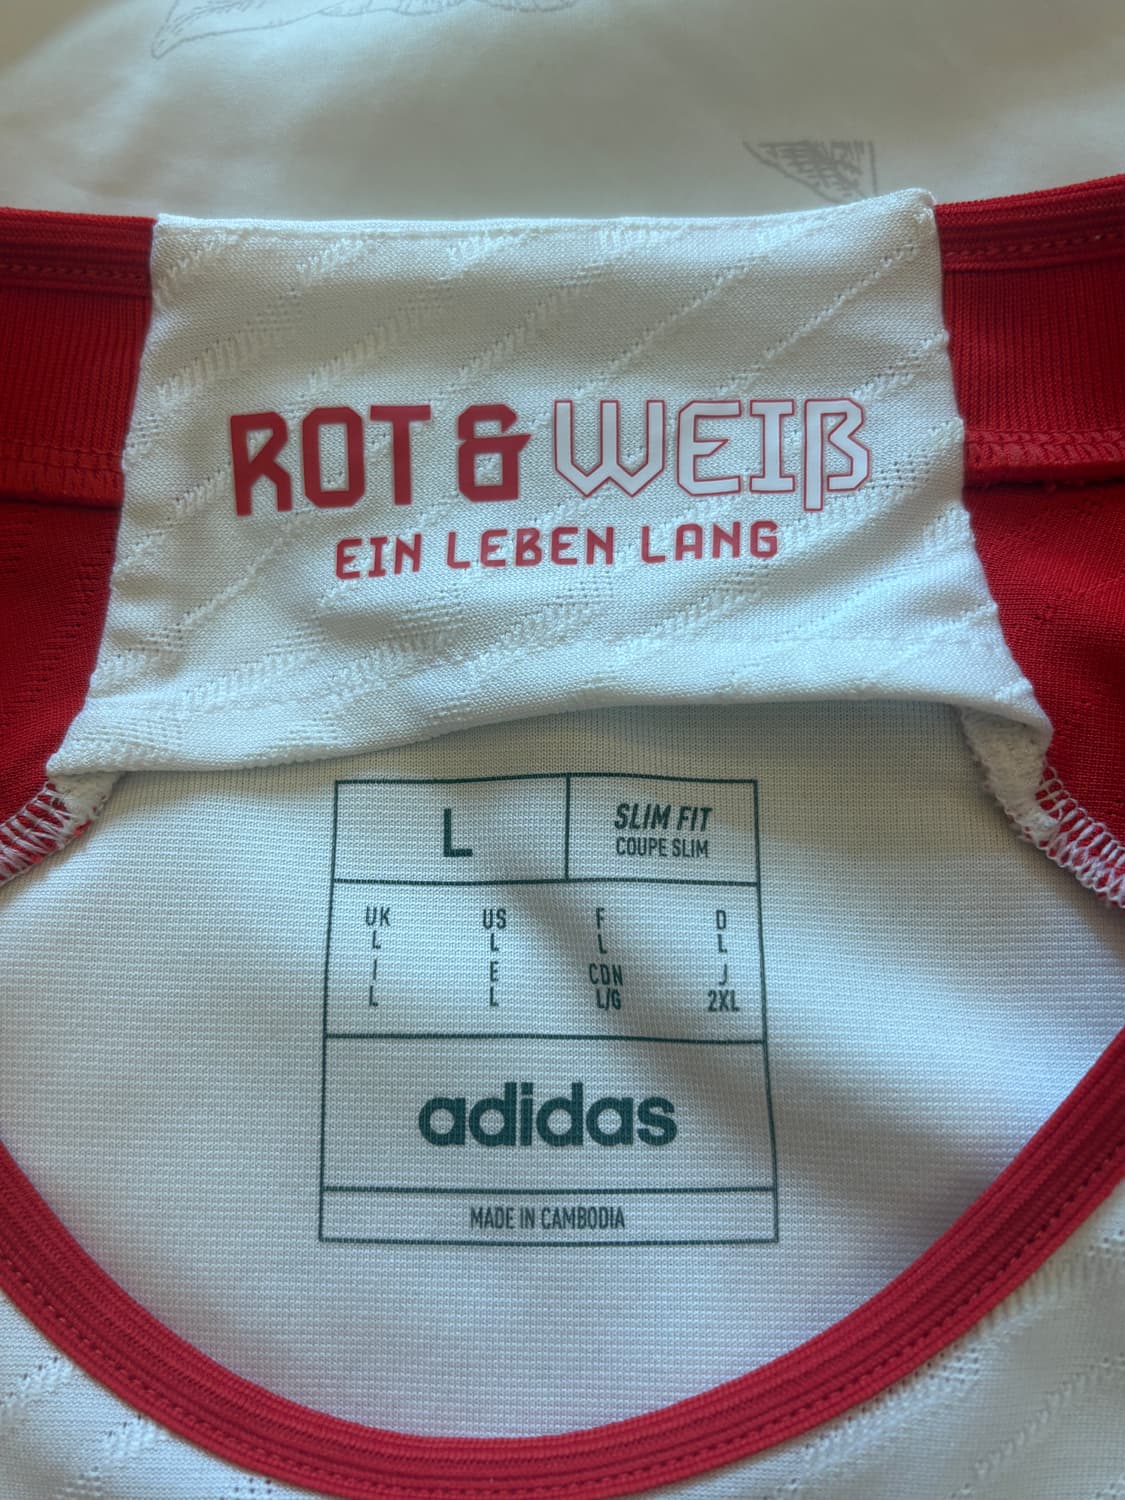 ROT & WEIß
EIN LEBEN LANG
L
SLIM FIT
COUPE SLIM
UK US F D
L L L L
I E CDN J
L L L/G 2XL
adidas
MADE IN CAMBODIA